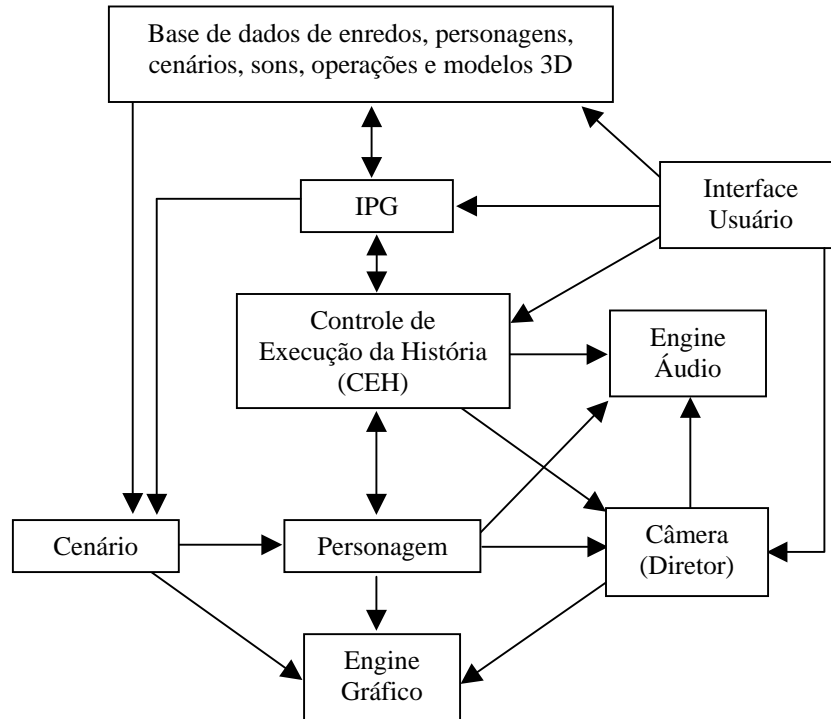 Base de dados de enredos, personagens,
cenários, sons, operações e modelos 3D
Interface
Usuário
IPG
Controle de
Execução da História
(CEH)
Engine
Áudio
Cenário
Personagem
Câmera
(Diretor)
Engine
Gráfico